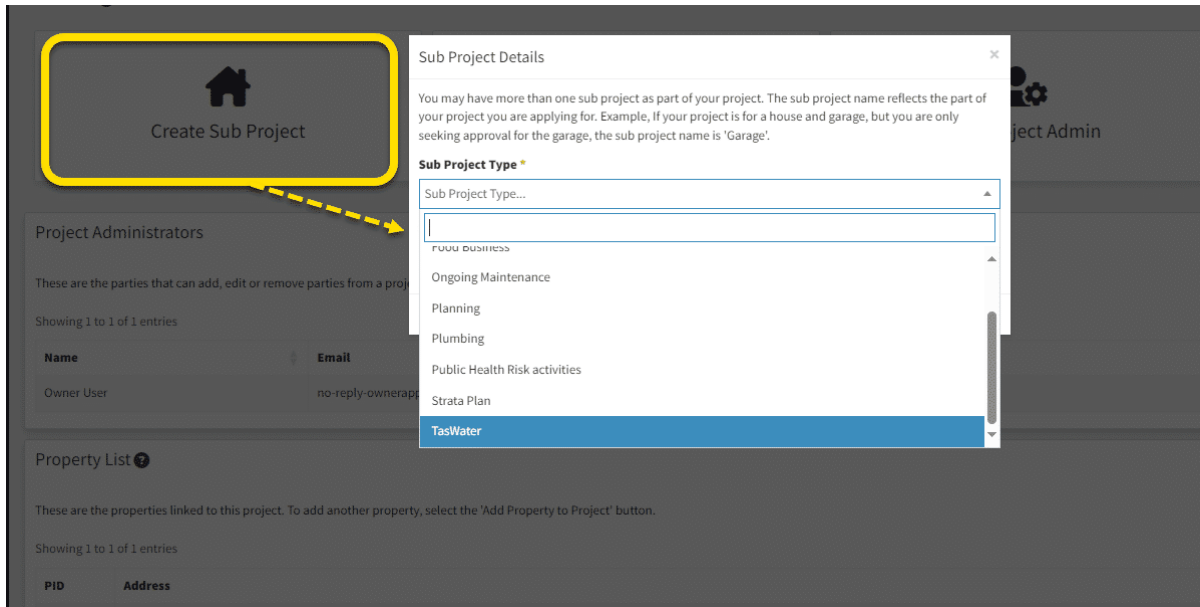 Create Sub Project
Sub Project Details
×
You may have more than one sub project as part of your project. The sub project name reflects the part of
your project you are applying for. Example, If your project is for a house and garage, but you are only
seeking approval for the garage, the sub project name is 'Garage'.
Sub Project Type *
Sub Project Type...
Food Business
Ongoing Maintenance
Planning
Plumbing
Public Health Risk activities
Strata Plan
TasWater
ject Admin
Project Administrators
These are the parties that can add, edit or remove parties from a proj
Showing 1 to 1 of 1 entries
Name Email
Owner User no-reply-ownerapp
Property List ?
These are the properties linked to this project. To add another property, select the 'Add Property to Project' button.
Showing 1 to 1 of 1 entries
PID Address